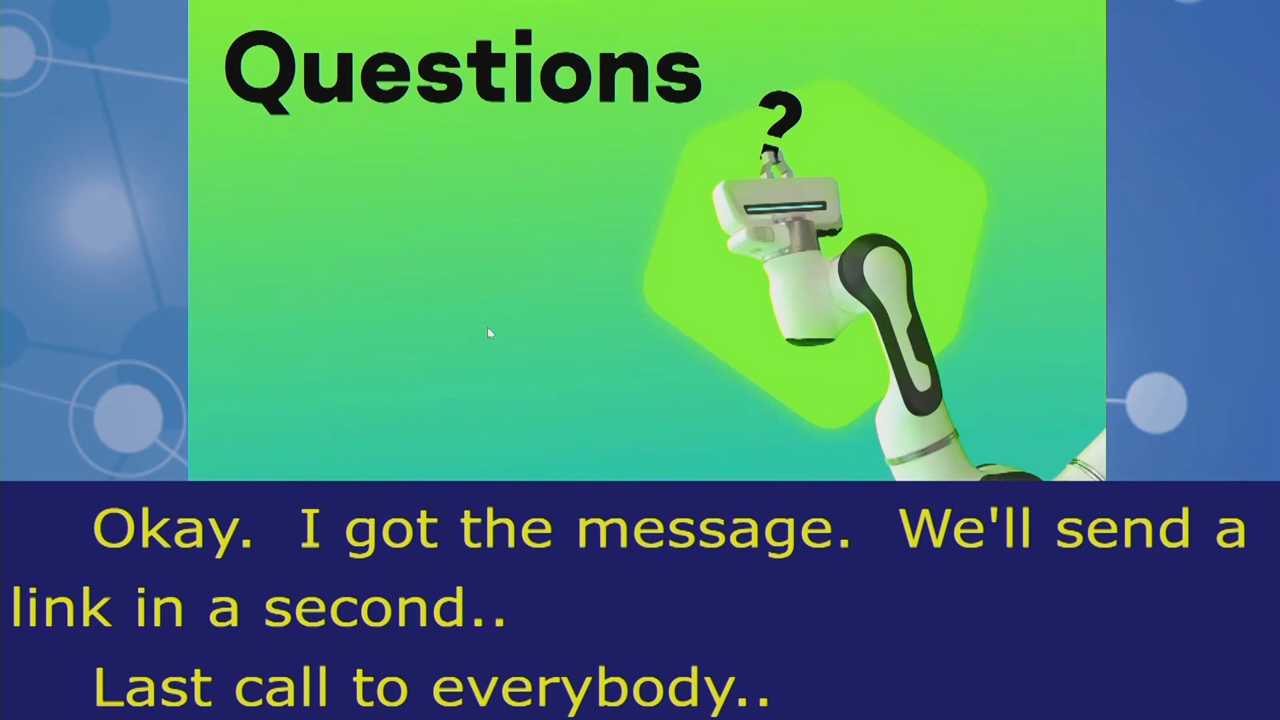 Questions
?
Okay.  I got the message.  We'll send a
link in a second..
Last call to everybody..